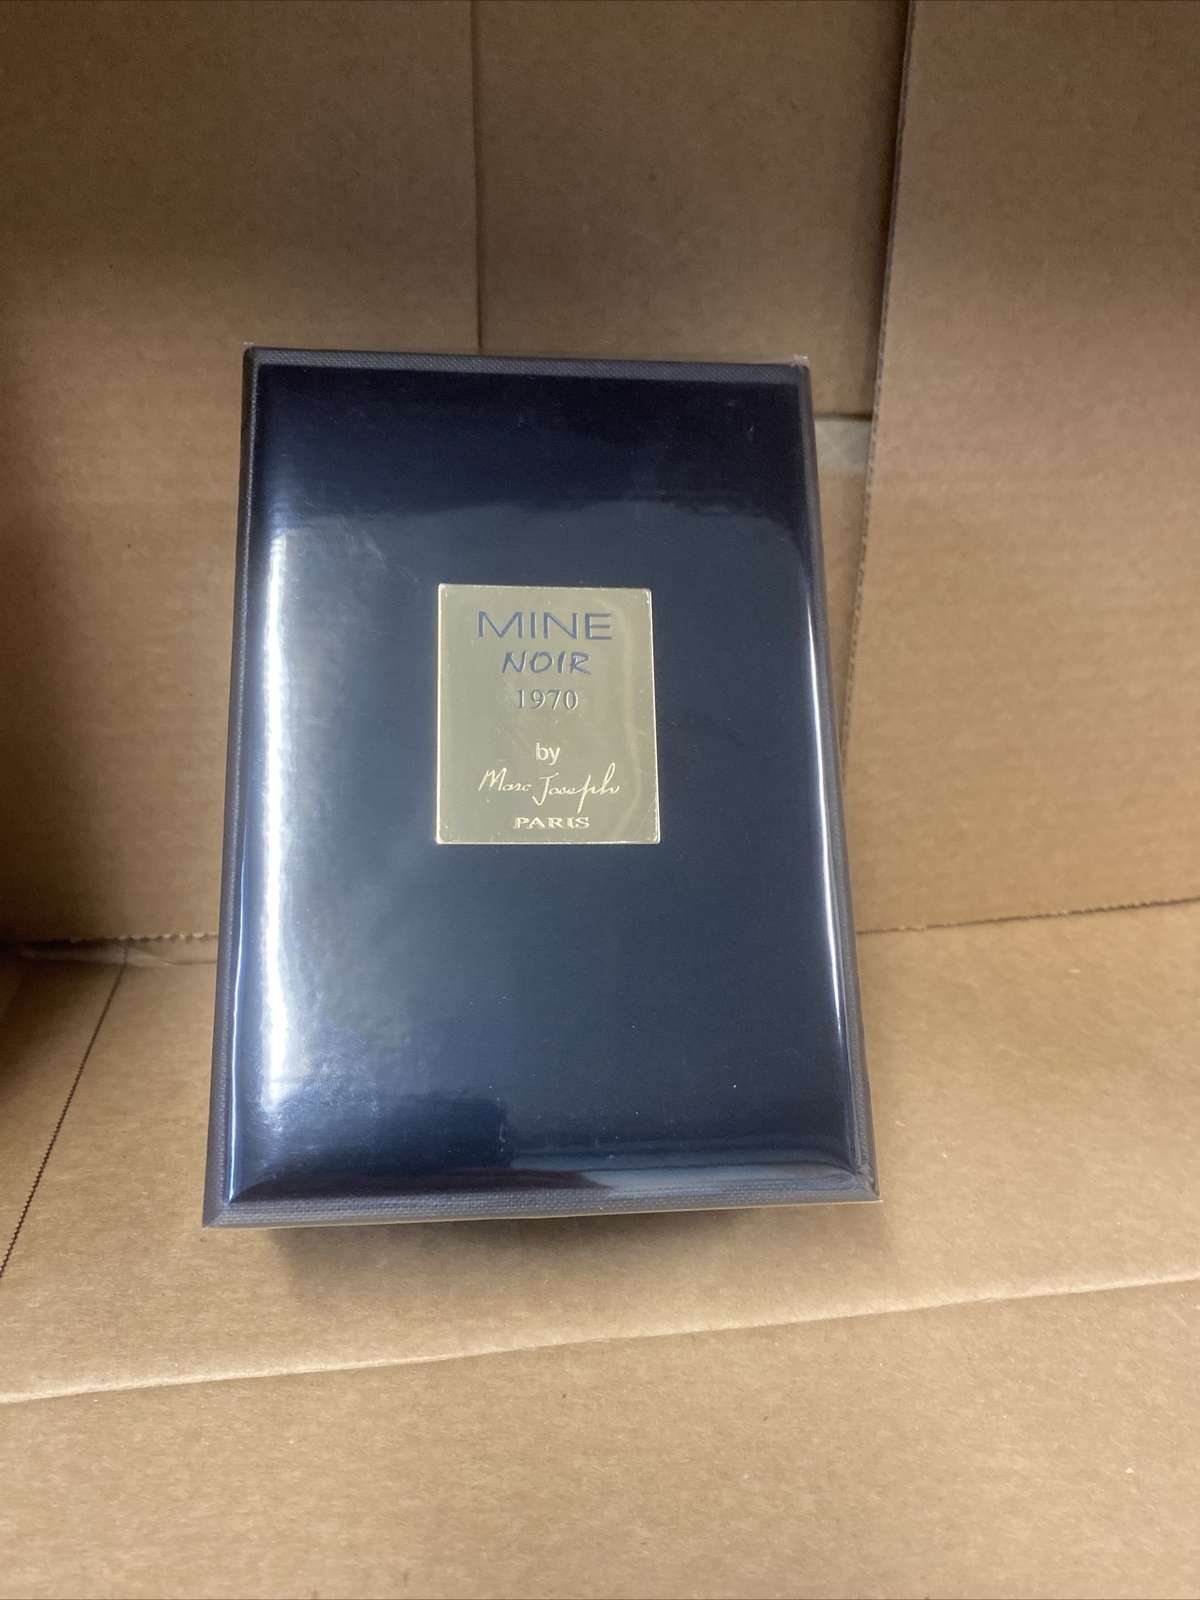 MINE
NOIR
1970
by
Marc Joseph
PARIS